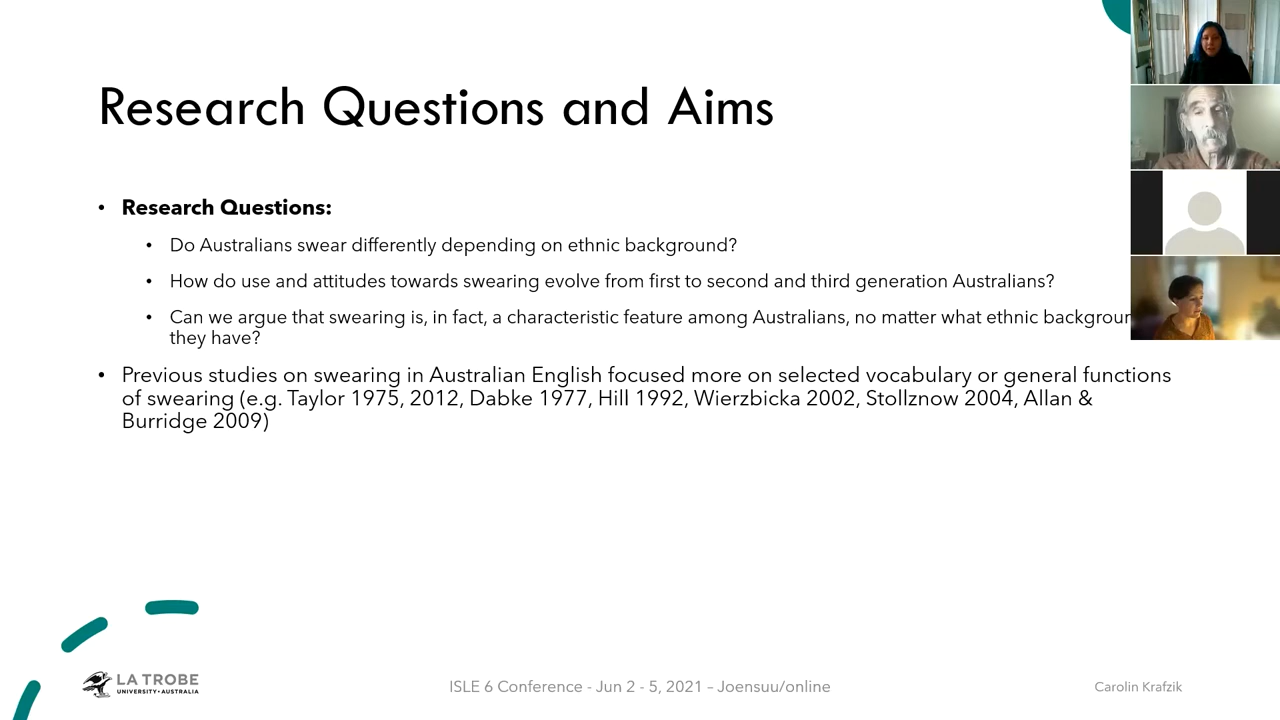 Research Questions and Aims
• Research Questions:
• Do Australians swear differently depending on ethnic background?
• How do use and attitudes towards swearing evolve from first to second and third generation Australians?
• Can we argue that swearing is, in fact, a characteristic feature among Australians, no matter what ethnic
they have?
• Previous studies on swearing in Australian English focused more on selected vocabulary or general functions
of swearing (e.g. Taylor 1975, 2012, Dabke 1977, Hill 1992, Wierzbicka 2002, Stollznow 2004, Allan &
Burridge 2009)
LA TROBE
UNIVERSITY • AUSTRALIA
ISLE 6 Conference - Jun 2 - 5, 2021 – Joensuu/online
Carolin Krafzik